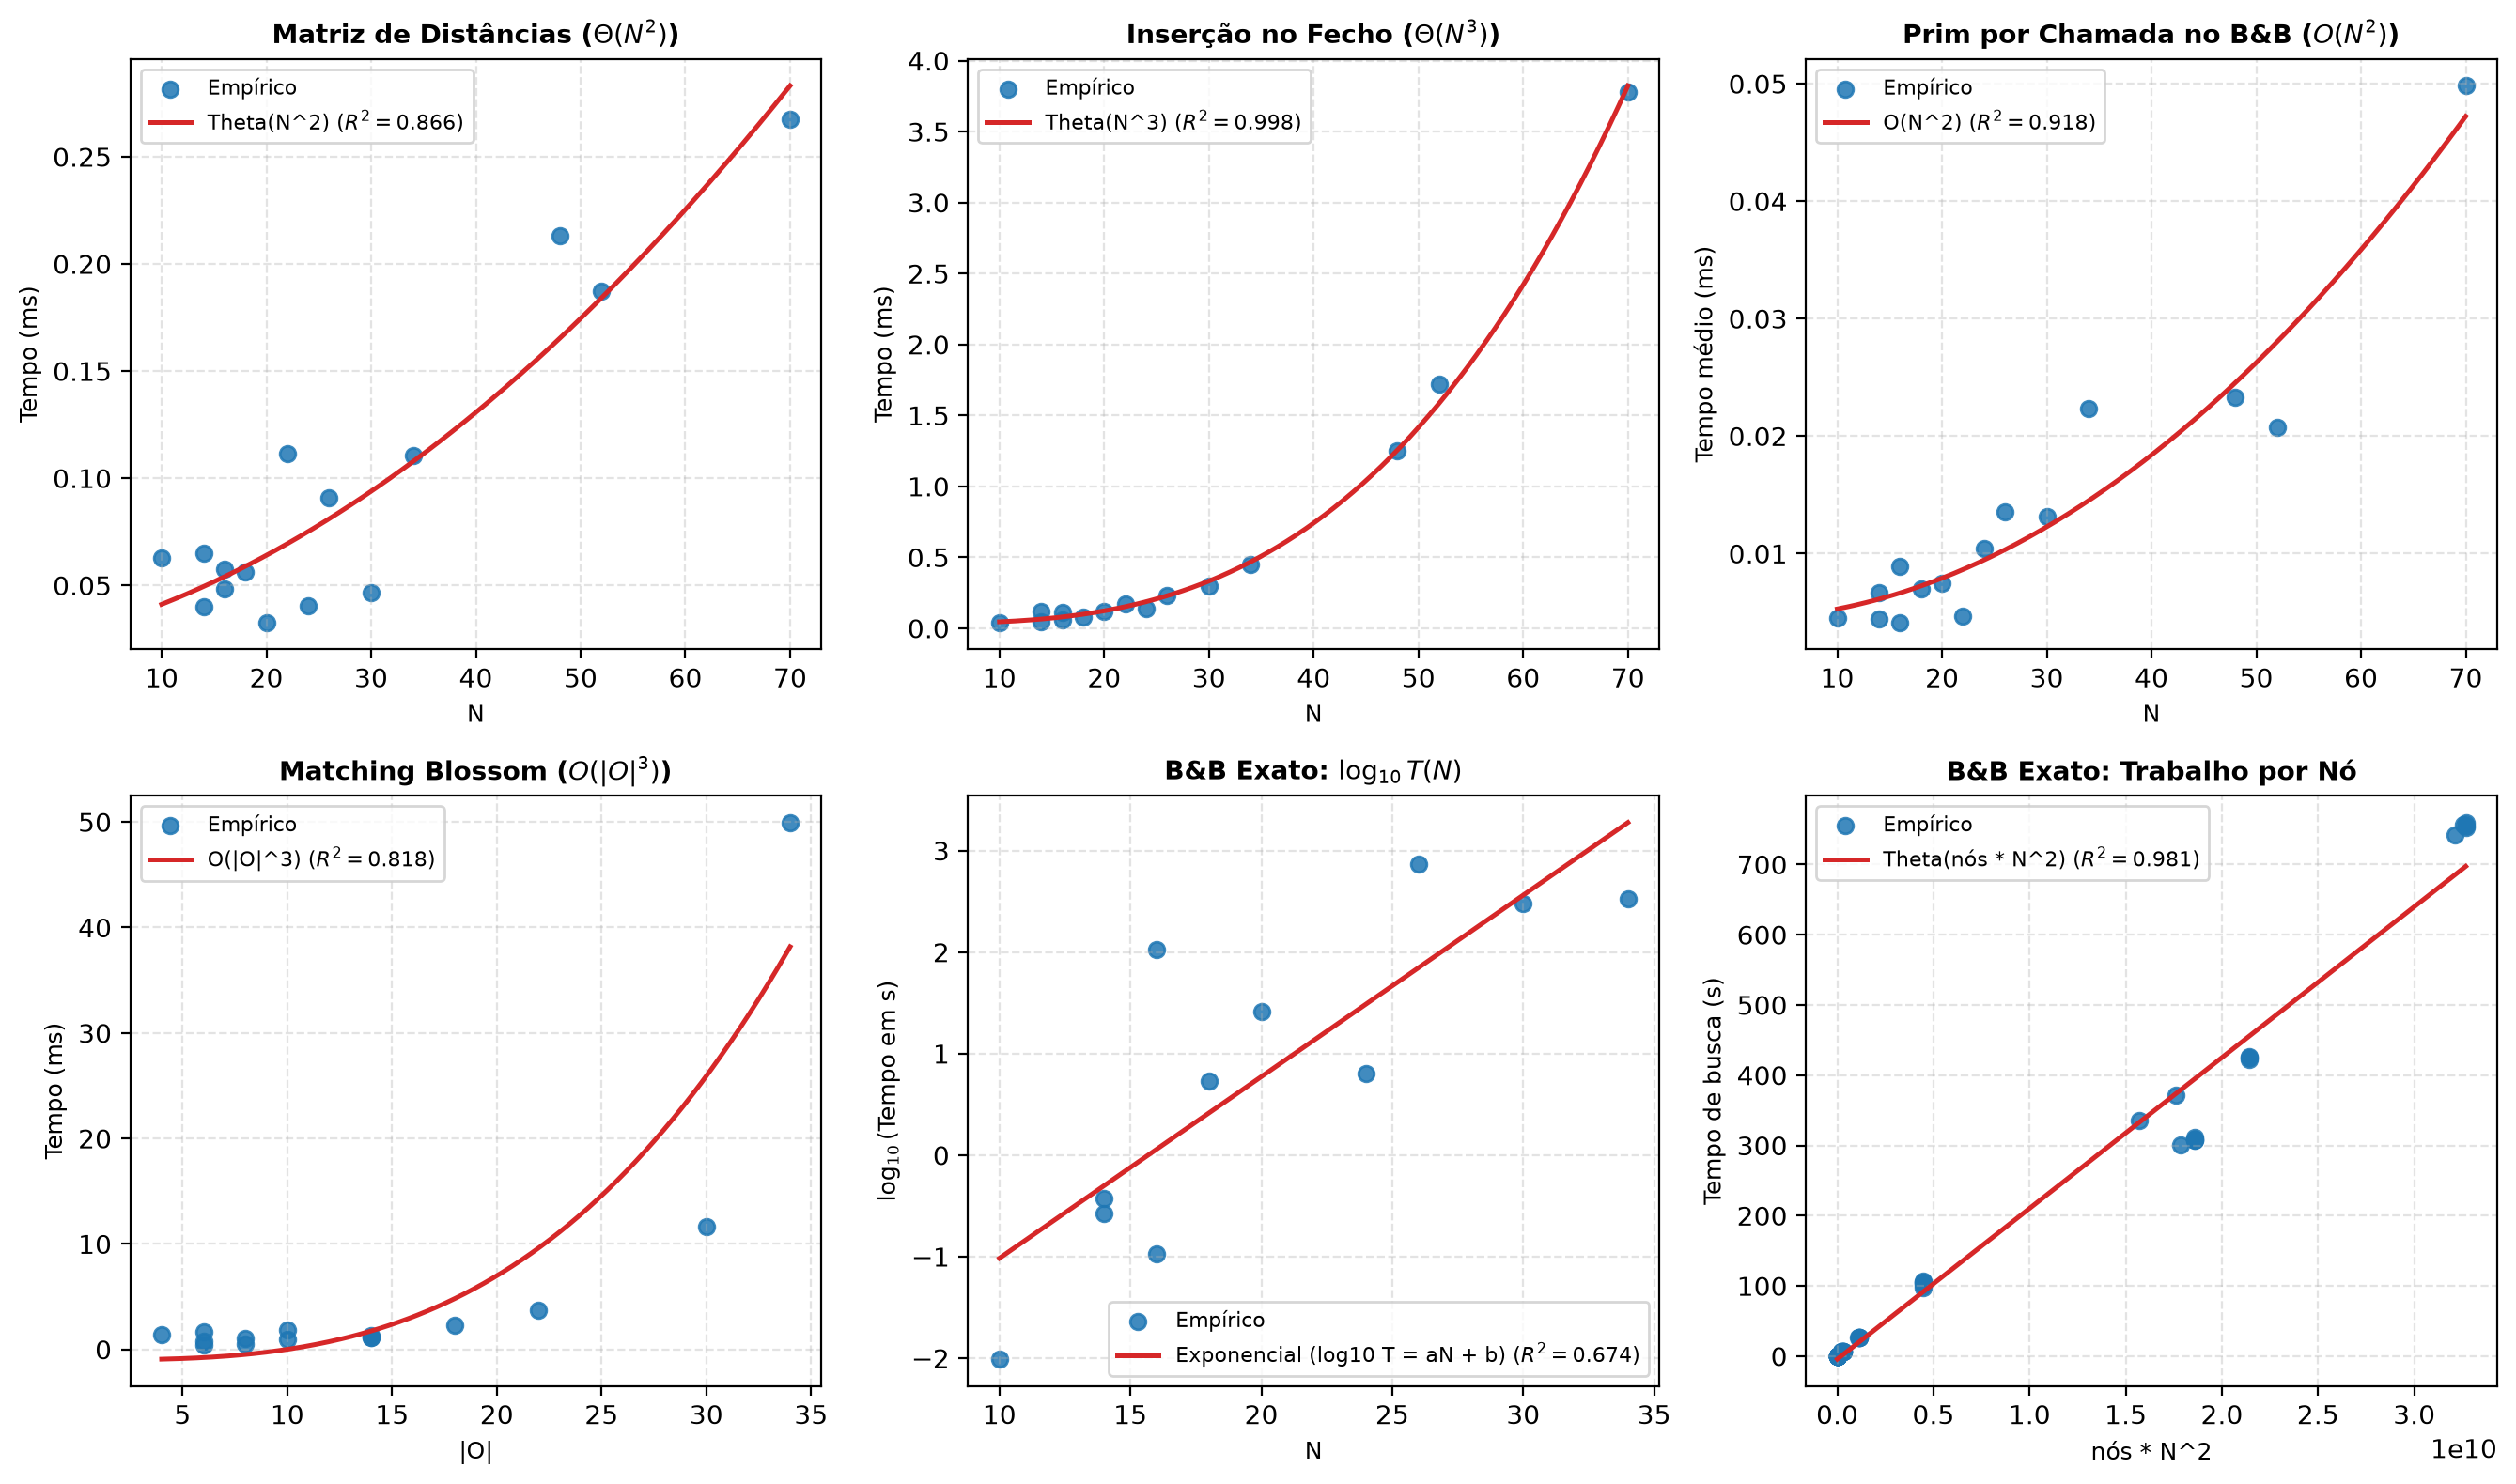 Matriz de Distâncias (Θ(N²))
Empírico
Theta(N^2) (R² = 0.866)
0.25
0.20
0.15
0.10
0.05
Tempo (ms)
10 20 30 40 50 60 70
N
Inserção no Fecho (Θ(N³))
Empírico
Theta(N^3) (R² = 0.998)
4.0
3.5
3.0
2.5
2.0
1.5
1.0
0.5
0.0
Tempo (ms)
10 20 30 40 50 60 70
N
Prim por Chamada no B&B (O(N²))
Empírico
O(N^2) (R² = 0.918)
0.05
0.04
0.03
0.02
0.01
Tempo médio (ms)
10 20 30 40 50 60 70
N
Matching Blossom (O(|O|³))
Empírico
O(|O|^3) (R² = 0.818)
50
40
30
20
10
0
Tempo (ms)
5 10 15 20 25 30 35
|O|
B&B Exato: log₁₀ T(N)
3
2
1
0
−1
−2
log₁₀(Tempo em s)
Empírico
Exponencial (log10 T = aN + b) (R² = 0.674)
10 15 20 25 30 35
N
B&B Exato: Trabalho por Nó
Empírico
Theta(nós * N^2) (R² = 0.981)
700
600
500
400
300
200
100
0
Tempo de busca (s)
0.0 0.5 1.0 1.5 2.0 2.5 3.0
1e10
nós * N^2